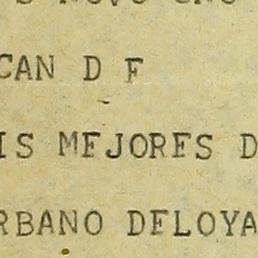 CAN D F
IS MEJORES D
RBANO DELOYA